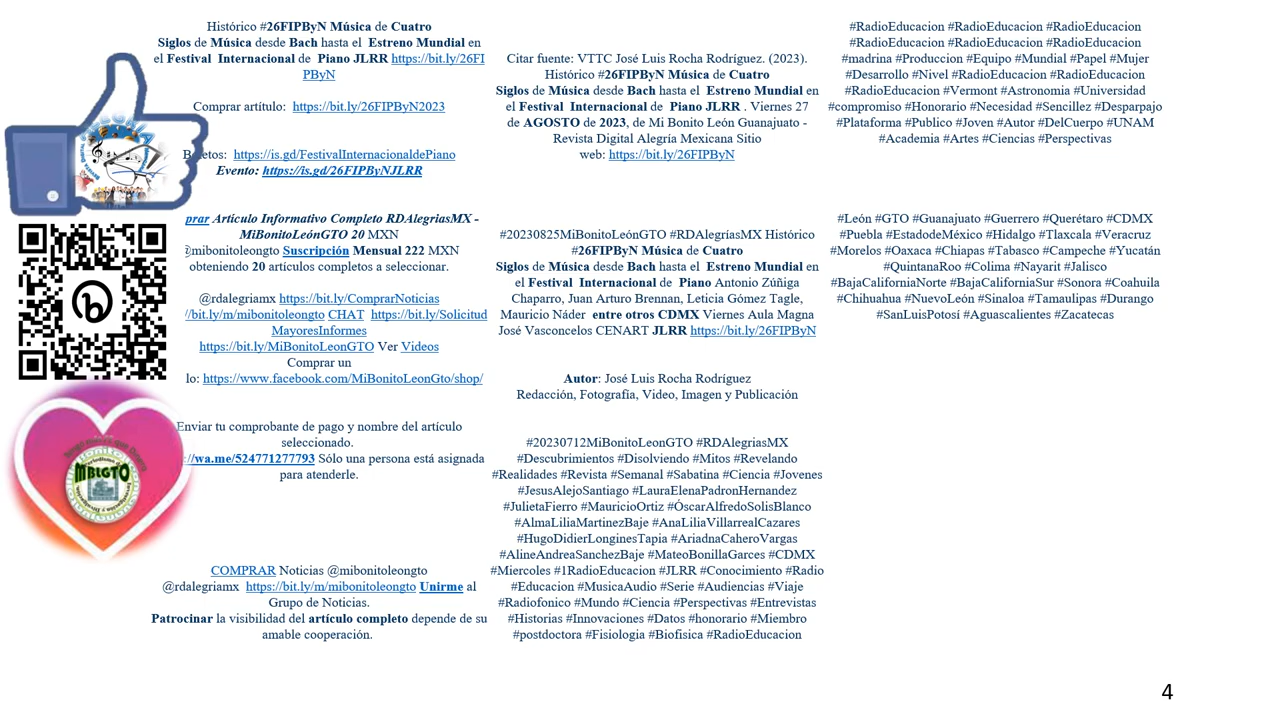 Histórico #26FIPByN Música de Cuatro
Siglos de Música desde Bach hasta el Estreno Mundial en
el Festival Internacional de Piano JLRR https://bit.ly/26FI
PByN
Comprar artítulo: https://bit.ly/26FIPByN2023
etos: https://is.gd/FestivalInternacionaldePiano
Evento: https://is.gd/26FIPByNJLRR
prar Artículo Informativo Completo RDAlegriasMX -
MiBonitoLeónGTO 20 MXN
@mibonitoleongto Suscripción Mensual 222 MXN
obteniendo 20 artículos completos a seleccionar.
@rdalegriamx https://bit.ly/ComprarNoticias
//bit.ly/m/mibonitoleongto CHAT https://bit.ly/Solicitud
MayoresInformes
https://bit.ly/MiBonitoLeonGTO Ver Videos
Comprar un
lo: https://www.facebook.com/MiBonitoLeonGto/shop/
Enviar tu comprobante de pago y nombre del artículo
seleccionado.
://wa.me/524771277793 Sólo una persona está asignada
para atenderle.
MBLGTO
COMPRAR Noticias @mibonitoleongto
@rdalegriamx https://bit.ly/m/mibonitoleongto Unirme al
Grupo de Noticias.
Patrocinar la visibilidad del artículo completo depende de su
amable cooperación.
Citar fuente: VTTC José Luis Rocha Rodríguez. (2023).
Histórico #26FIPByN Música de Cuatro
Siglos de Música desde Bach hasta el Estreno Mundial en
el Festival Internacional de Piano JLRR . Viernes 27
de AGOSTO de 2023, de Mi Bonito León Guanajuato -
Revista Digital Alegría Mexicana Sitio
web: https://bit.ly/26FIPByN
#20230825MiBonitoLeónGTO #RDAlegríasMX Histórico
#26FIPByN Música de Cuatro
Siglos de Música desde Bach hasta el Estreno Mundial en
el Festival Internacional de Piano Antonio Zúñiga
Chaparro, Juan Arturo Brennan, Leticia Gómez Tagle,
Mauricio Náder entre otros CDMX Viernes Aula Magna
José Vasconcelos CENART JLRR https://bit.ly/26FIPByN
Autor: José Luis Rocha Rodríguez
Redacción, Fotografía, Video, Imagen y Publicación
#20230712MiBonitoLeonGTO #RDAlegriasMX
#Descubrimientos #Disolviendo #Mitos #Revelando
#Realidades #Revista #Semanal #Sabatina #Ciencia #Jovenes
#JesusAlejoSantiago #LauraElenaPadronHernandez
#JulietaFierro #MauricioOrtiz #ÓscarAlfredoSolisBlanco
#AlmaLiliaMartinezBaje #AnaLiliaVillarrealCazares
#HugoDidierLonginesTapia #AriadnaCaheroVargas
#AlineAndreaSanchezBaje #MateoBonillaGarces #CDMX
#Miercoles #1RadioEducacion #JLRR #Conocimiento #Radio
#Educacion #MusicaAudio #Serie #Audiencias #Viaje
#Radiofonico #Mundo #Ciencia #Perspectivas #Entrevistas
#Historias #Innovaciones #Datos #honorario #Miembro
#postdoctora #Fisiologia #Biofisica #RadioEducacion
#RadioEducacion #RadioEducacion #RadioEducacion
#RadioEducacion #RadioEducacion #RadioEducacion
#madrina #Produccion #Equipo #Mundial #Papel #Mujer
#Desarrollo #Nivel #RadioEducacion #RadioEducacion
#RadioEducacion #Vermont #Astronomia #Universidad
#compromiso #Honorario #Necesidad #Sencillez #Desparpajo
#Plataforma #Publico #Joven #Autor #DelCuerpo #UNAM
#Academia #Artes #Ciencias #Perspectivas
#León #GTO #Guanajuato #Guerrero #Querétaro #CDMX
#Puebla #EstadodeMéxico #Hidalgo #Tlaxcala #Veracruz
#Morelos #Oaxaca #Chiapas #Tabasco #Campeche #Yucatán
#QuintanaRoo #Colima #Nayarit #Jalisco
#BajaCaliforniaNorte #BajaCaliforniaSur #Sonora #Coahuila
#Chihuahua #NuevoLeón #Sinaloa #Tamaulipas #Durango
#SanLuisPotosí #Aguascalientes #Zacatecas
4